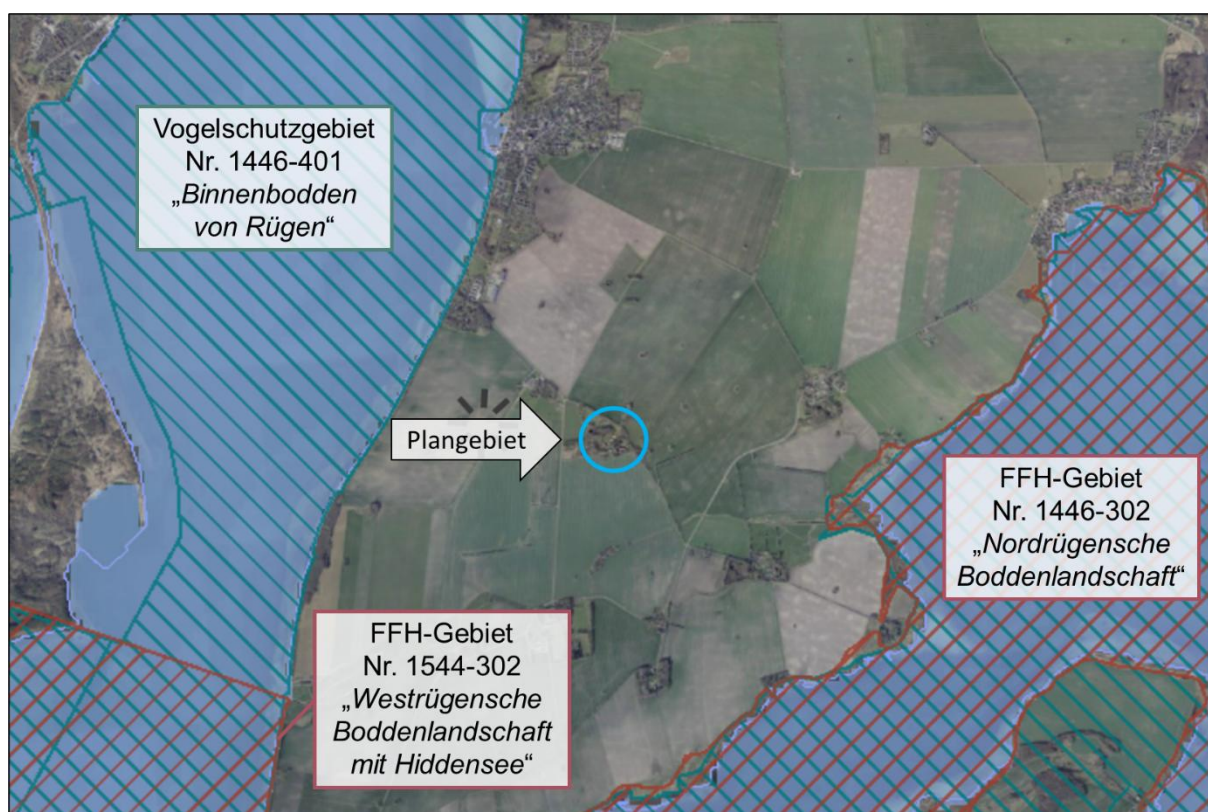 Vogelschutzgebiet
Nr. 1446-401
„Binnenbodden
von Rügen“
Plangebiet
FFH-Gebiet
Nr. 1446-302
„Nordrügensche
Boddenlandschaft“
FFH-Gebiet
Nr. 1544-302
„Westrügensche
Boddenlandschaft
mit Hiddensee“